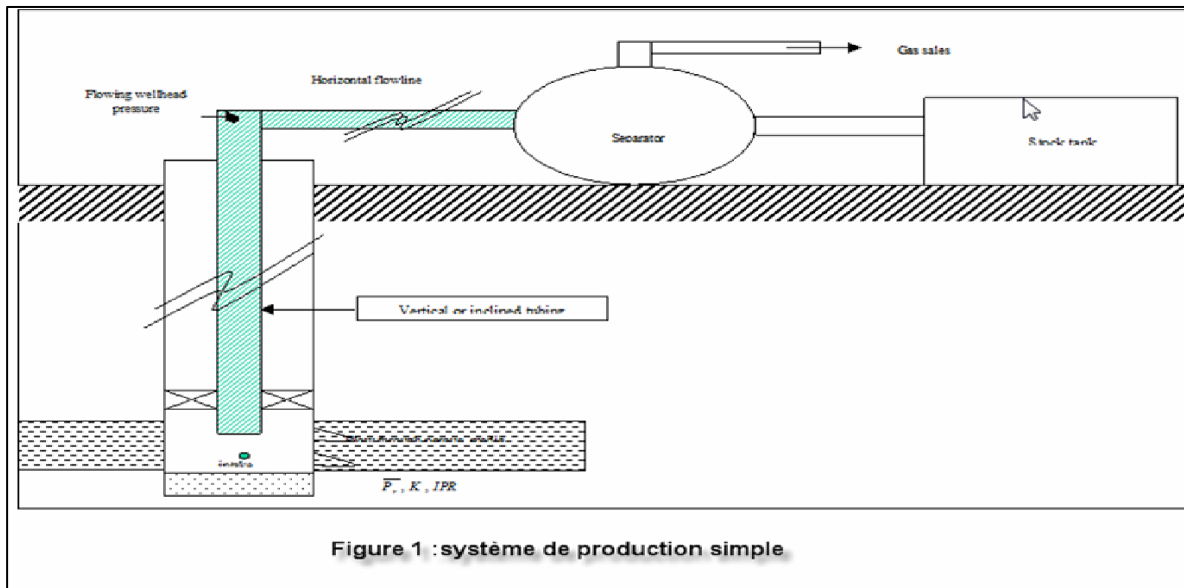 Gas sales
Horizontal flowline
Flowing wellhead
pressure
Separator
Stock tank
Vertical or inclined tubing
Pr, K, IPR
Figure 1 : système de production simple